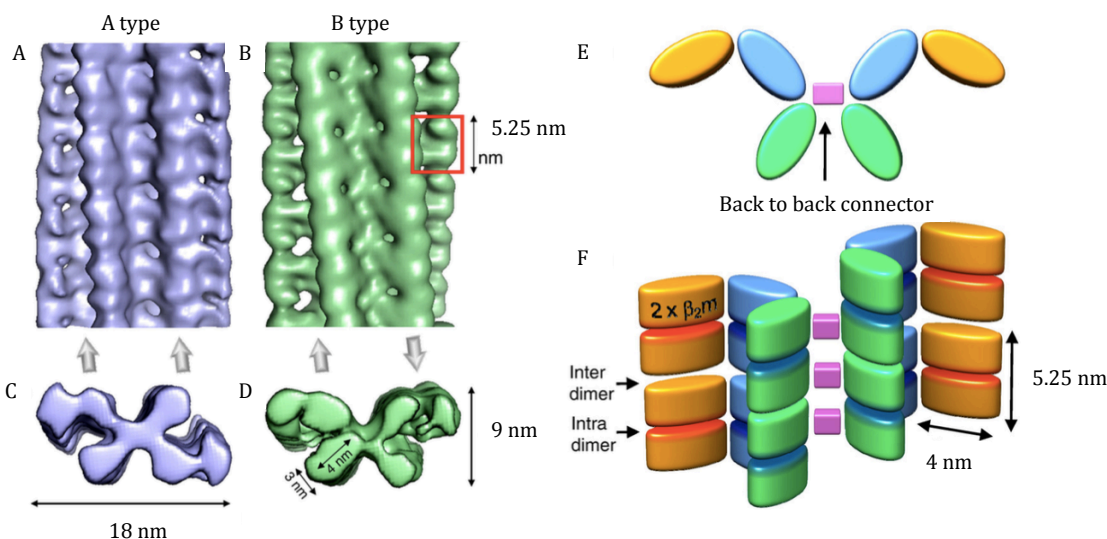 A type
B type
A
B
5.25 nm
nm
C
D
9 nm
4 nm
3 nm
18 nm
E
Back to back connector
F
2 x β₂m
Inter
dimer
Intra
dimer
5.25 nm
4 nm